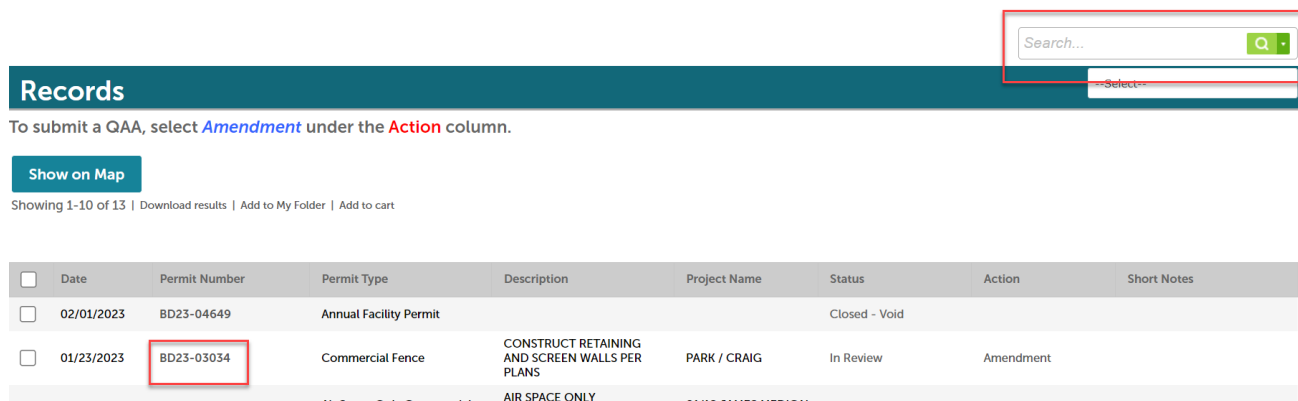 Search...
--Select--
Records
To submit a QAA, select Amendment under the Action column.
Show on Map
Showing 1-10 of 13 | Download results | Add to My Folder | Add to cart
Date Permit Number Permit Type Description Project Name Status Action Short Notes
02/01/2023 BD23-04649 Annual Facility Permit Closed - Void
CONSTRUCT RETAINING
01/23/2023 BD23-03034 Commercial Fence AND SCREEN WALLS PER PARK / CRAIG In Review Amendment
PLANS
AIR SPACE ONLY